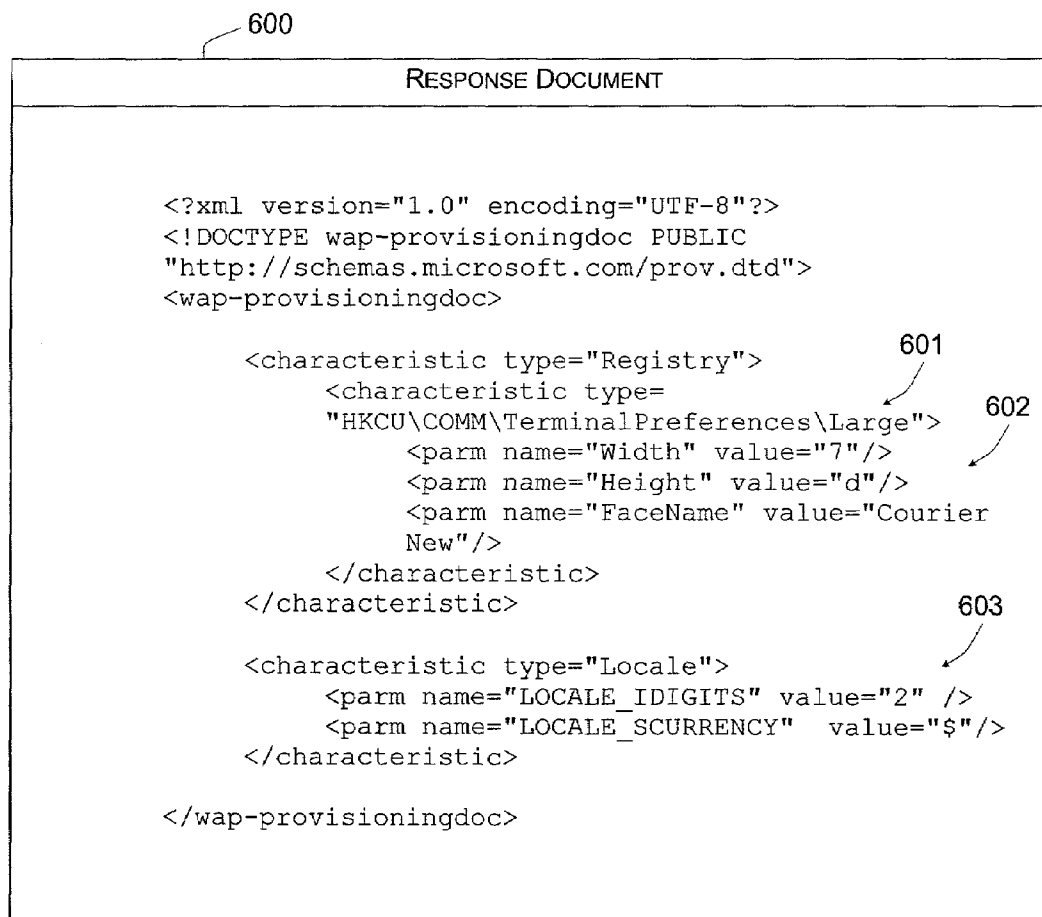 600
RESPONSE DOCUMENT
<?xml version="1.0" encoding="UTF-8"?>
<!DOCTYPE wap-provisioningdoc PUBLIC
"http://schemas.microsoft.com/prov.dtd">
<wap-provisioningdoc>
<characteristic type="Registry">
601
<characteristic type=
"HKCU\COMM\TerminalPreferences\Large">
602
<parm name="Width" value="7"/>
<parm name="Height" value="d"/>
<parm name="FaceName" value="Courier
New"/>
</characteristic>
</characteristic>
603
<characteristic type="Locale">
<parm name="LOCALE_IDIGITS" value="2" />
<parm name="LOCALE_SCURRENCY"  value="$"/>
</characteristic>
</wap-provisioningdoc>